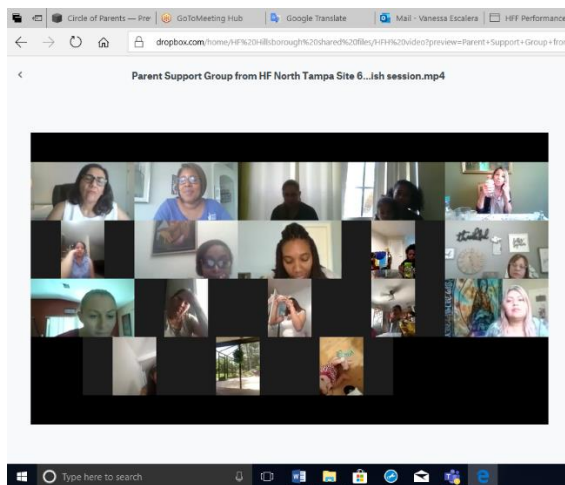 Circle of Parents — Pre
GoToMeeting Hub
Google Translate
Mail - Vanessa Escalera
HFF Performance
dropbox.com/home/HF%20Hillsborough%20shared%20files/HFH%20video?preview=Parent+Support+Group+fro
Parent Support Group from HF North Tampa Site 6...ish session.mp4
thankful
Type here to search